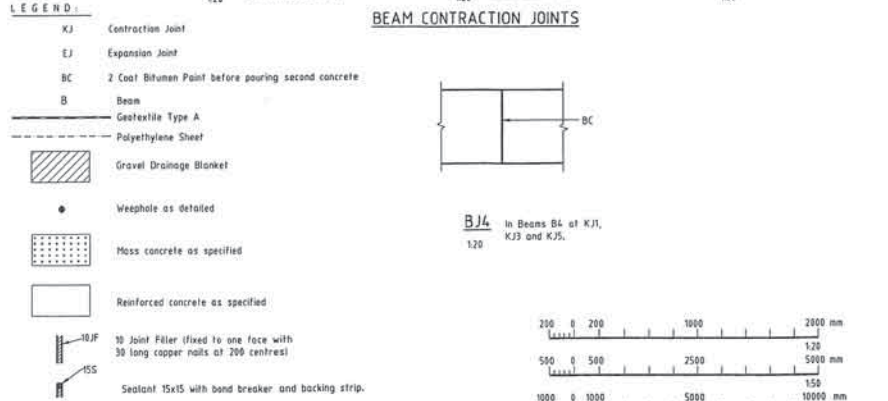 LEGEND:
KJ Contraction Joint
EJ Expansion Joint
BC 2 Coat Bitumen Paint before pouring second concrete
B Beam
Geotextile Type A
Polyethylene Sheet
Gravel Drainage Blanket
Weephole as detailed
Mass concrete as specified
Reinforced concrete as specified
10JF 10 Joint Filler (fixed to one face with
30 long copper nails at 200 centres)
15S
Sealant 15x15 with bond breaker and backing strip.
BEAM CONTRACTION JOINTS
BC
BJ4 In Beams B4 at KJ1,
1:20 KJ3 and KJ5.
200 0 200 1000 2000 mm
1:20
500 0 500 2500 5000 mm
1:50
1000 0 1000 5000 10000 mm